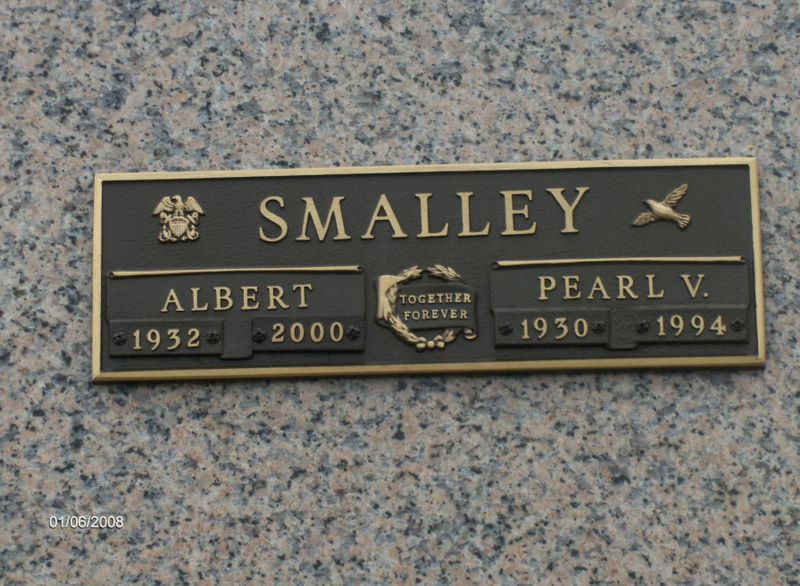 SMALLEY
ALBERT
1932 2000
TOGETHER
FOREVER
PEARL V.
1930 1994
01/06/2008